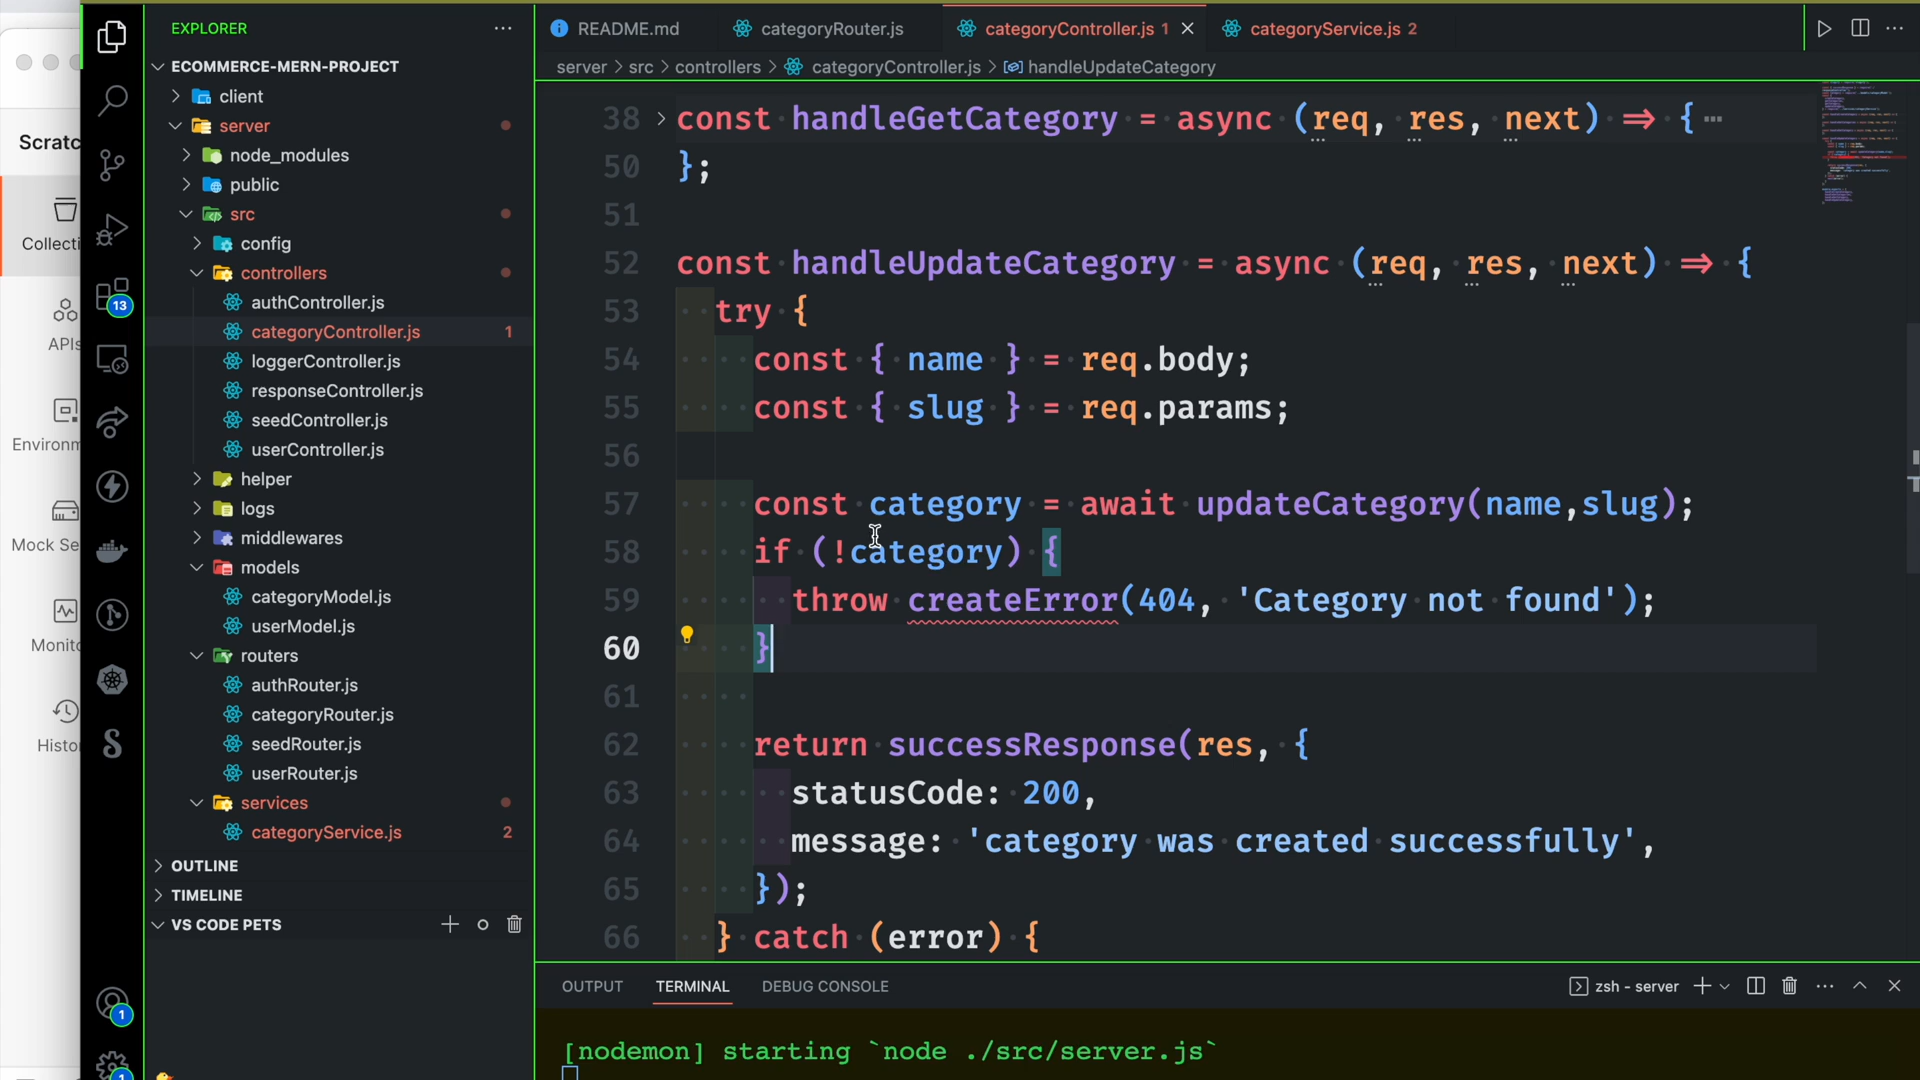 EXPLORER
README.md
categoryRouter.js
categoryController.js 1
categoryService.js 2
server > src > controllers > categoryController.js > handleUpdateCategory
ECOMMERCE-MERN-PROJECT
client
server
node_modules
public
src
config
controllers
authController.js
categoryController.js 1
loggerController.js
responseController.js
seedController.js
userController.js
helper
logs
middlewares
models
categoryModel.js
userModel.js
routers
authRouter.js
categoryRouter.js
seedRouter.js
userRouter.js
services
categoryService.js 2
OUTLINE
TIMELINE
VS CODE PETS
Scratc
Collecti
APIs
Environm
Mock Se
Monito
Histo
13
1
1
38 const handleGetCategory = async (req, res, next) => {
50 };
51
52 const handleUpdateCategory = async (req, res, next) => {
53 try {
54 const { name } = req.body;
55 const { slug } = req.params;
56
57 const category = await updateCategory(name,slug);
58 if (!category) {
59 throw createError(404, 'Category not found');
60 }
61
62 return successResponse(res, {
63 statusCode: 200,
64 message: 'category was created successfully',
65 });
66 } catch (error) {
OUTPUT TERMINAL DEBUG CONSOLE
zsh - server
[nodemon] starting `node ./src/server.js`